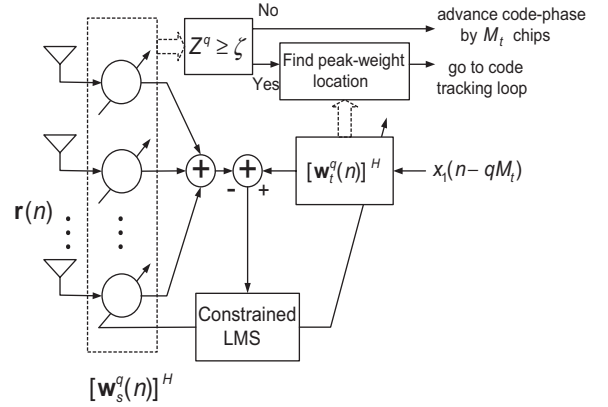 No
advance code-phase
by M_t chips
Z^q ≥ ζ
Yes
Find peak-weight
location
go to code
tracking loop
+
+
- +
[w_t^q(n)]^H
x_1(n − qM_t)
r(n)
Constrained
LMS
[w_s^q(n)]^H